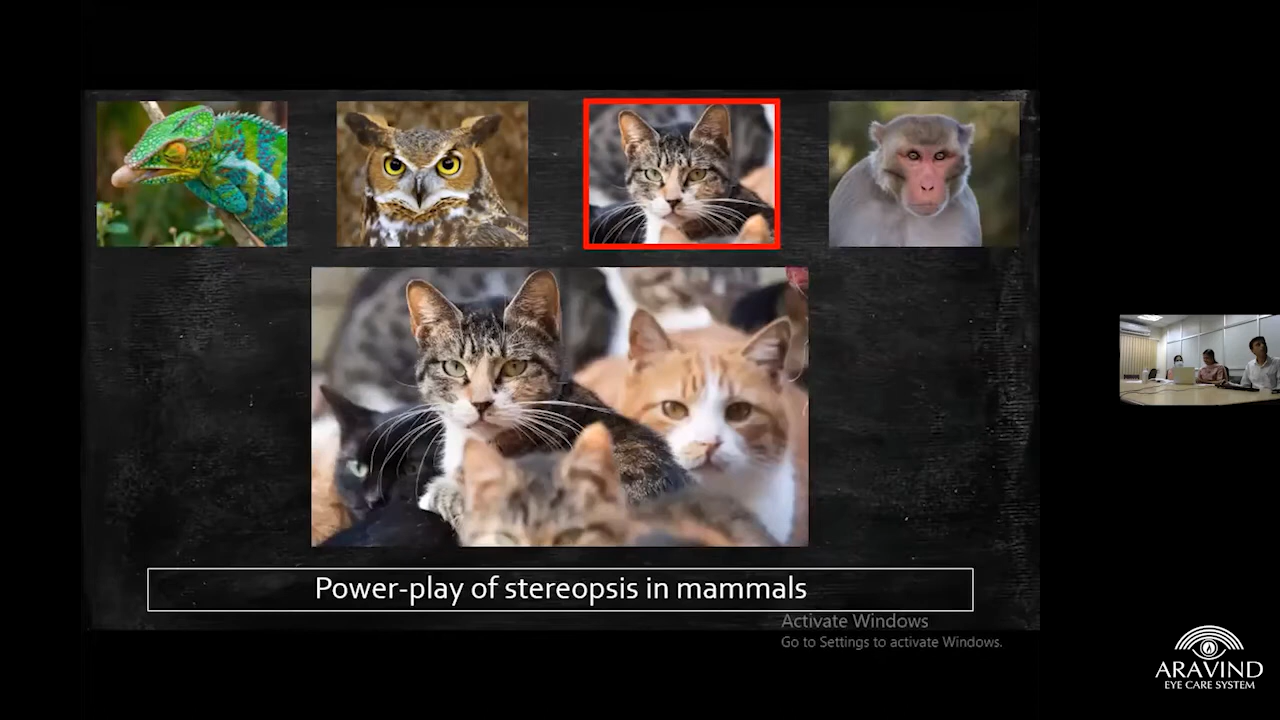 Power-play of stereopsis in mammals
Activate Windows
Go to Settings to activate Windows.
ARAVIND
EYE CARE SYSTEM